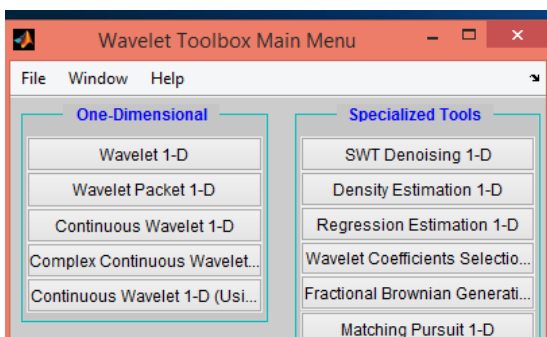 Wavelet Toolbox Main Menu
File Window Help
One-Dimensional
Wavelet 1-D
Wavelet Packet 1-D
Continuous Wavelet 1-D
Complex Continuous Wavelet...
Continuous Wavelet 1-D (Usi...
Specialized Tools
SWT Denoising 1-D
Density Estimation 1-D
Regression Estimation 1-D
Wavelet Coefficients Selectio...
Fractional Brownian Generati...
Matching Pursuit 1-D